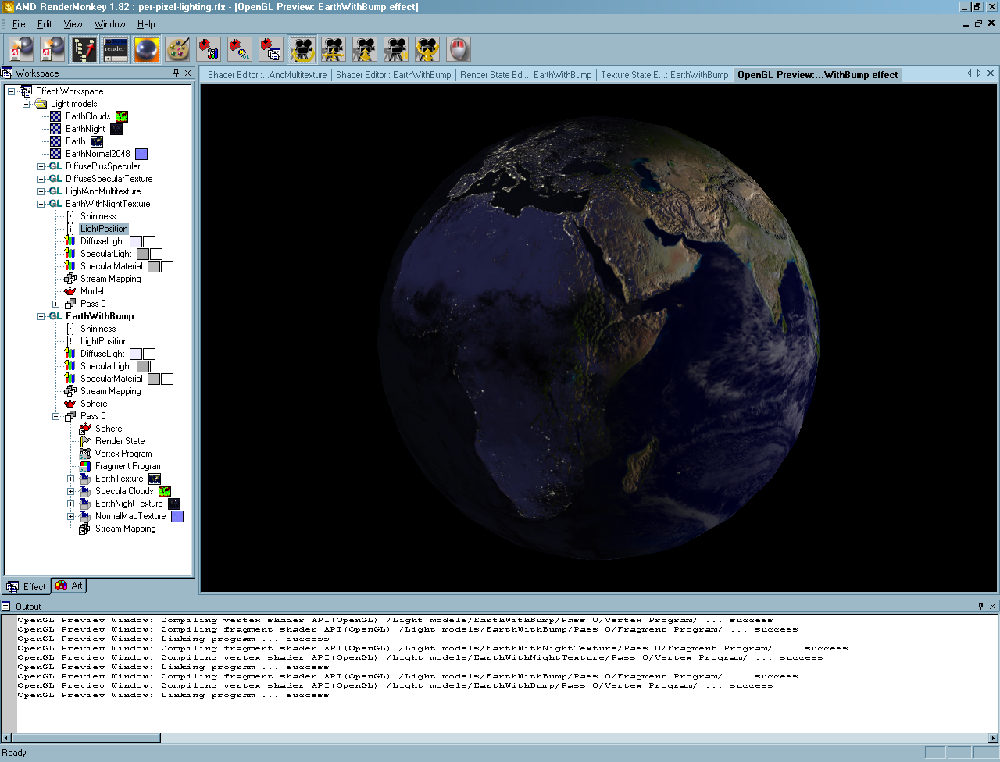 AMD RenderMonkey 1.82 : per-pixel-lighting.rfx - [OpenGL Preview: EarthWithBump effect]
File Edit View Window Help
render
Workspace
Shader Editor :...AndMultitexture
Shader Editor : EarthWithBump
Render State Ed...: EarthWithBump
Texture State E...: EarthWithBump
OpenGL Preview:...WithBump effect
Effect Workspace
Light models
EarthClouds
EarthNight
Earth
EarthNormal2048
GL DiffusePlusSpecular
GL DiffuseSpecularTexture
GL LightAndMultitexture
GL EarthWithNightTexture
Shininess
LightPosition
DiffuseLight
SpecularLight
SpecularMaterial
Stream Mapping
Model
Pass 0
GL EarthWithBump
Shininess
LightPosition
DiffuseLight
SpecularLight
SpecularMaterial
Stream Mapping
Sphere
Pass 0
Sphere
Render State
GL Vertex Program
GL Fragment Program
Tx EarthTexture
Tx SpecularClouds
Tx EarthNightTexture
Tx NormalMapTexture
Stream Mapping
Effect Art
Output
OpenGL Preview Window: Compiling vertex shader API(OpenGL) /Light models/EarthWithBump/Pass 0/Vertex Program/ ... success
OpenGL Preview Window: Compiling fragment shader API(OpenGL) /Light models/EarthWithBump/Pass 0/Fragment Program/ ... success
OpenGL Preview Window: Linking program ... success
OpenGL Preview Window: Compiling fragment shader API(OpenGL) /Light models/EarthWithNightTexture/Pass 0/Fragment Program/ ... success
OpenGL Preview Window: Compiling vertex shader API(OpenGL) /Light models/EarthWithNightTexture/Pass 0/Vertex Program/ ... success
OpenGL Preview Window: Linking program ... success
OpenGL Preview Window: Compiling fragment shader API(OpenGL) /Light models/EarthWithBump/Pass 0/Fragment Program/ ... success
OpenGL Preview Window: Compiling vertex shader API(OpenGL) /Light models/EarthWithBump/Pass 0/Vertex Program/ ... success
OpenGL Preview Window: Linking program ... success
Ready